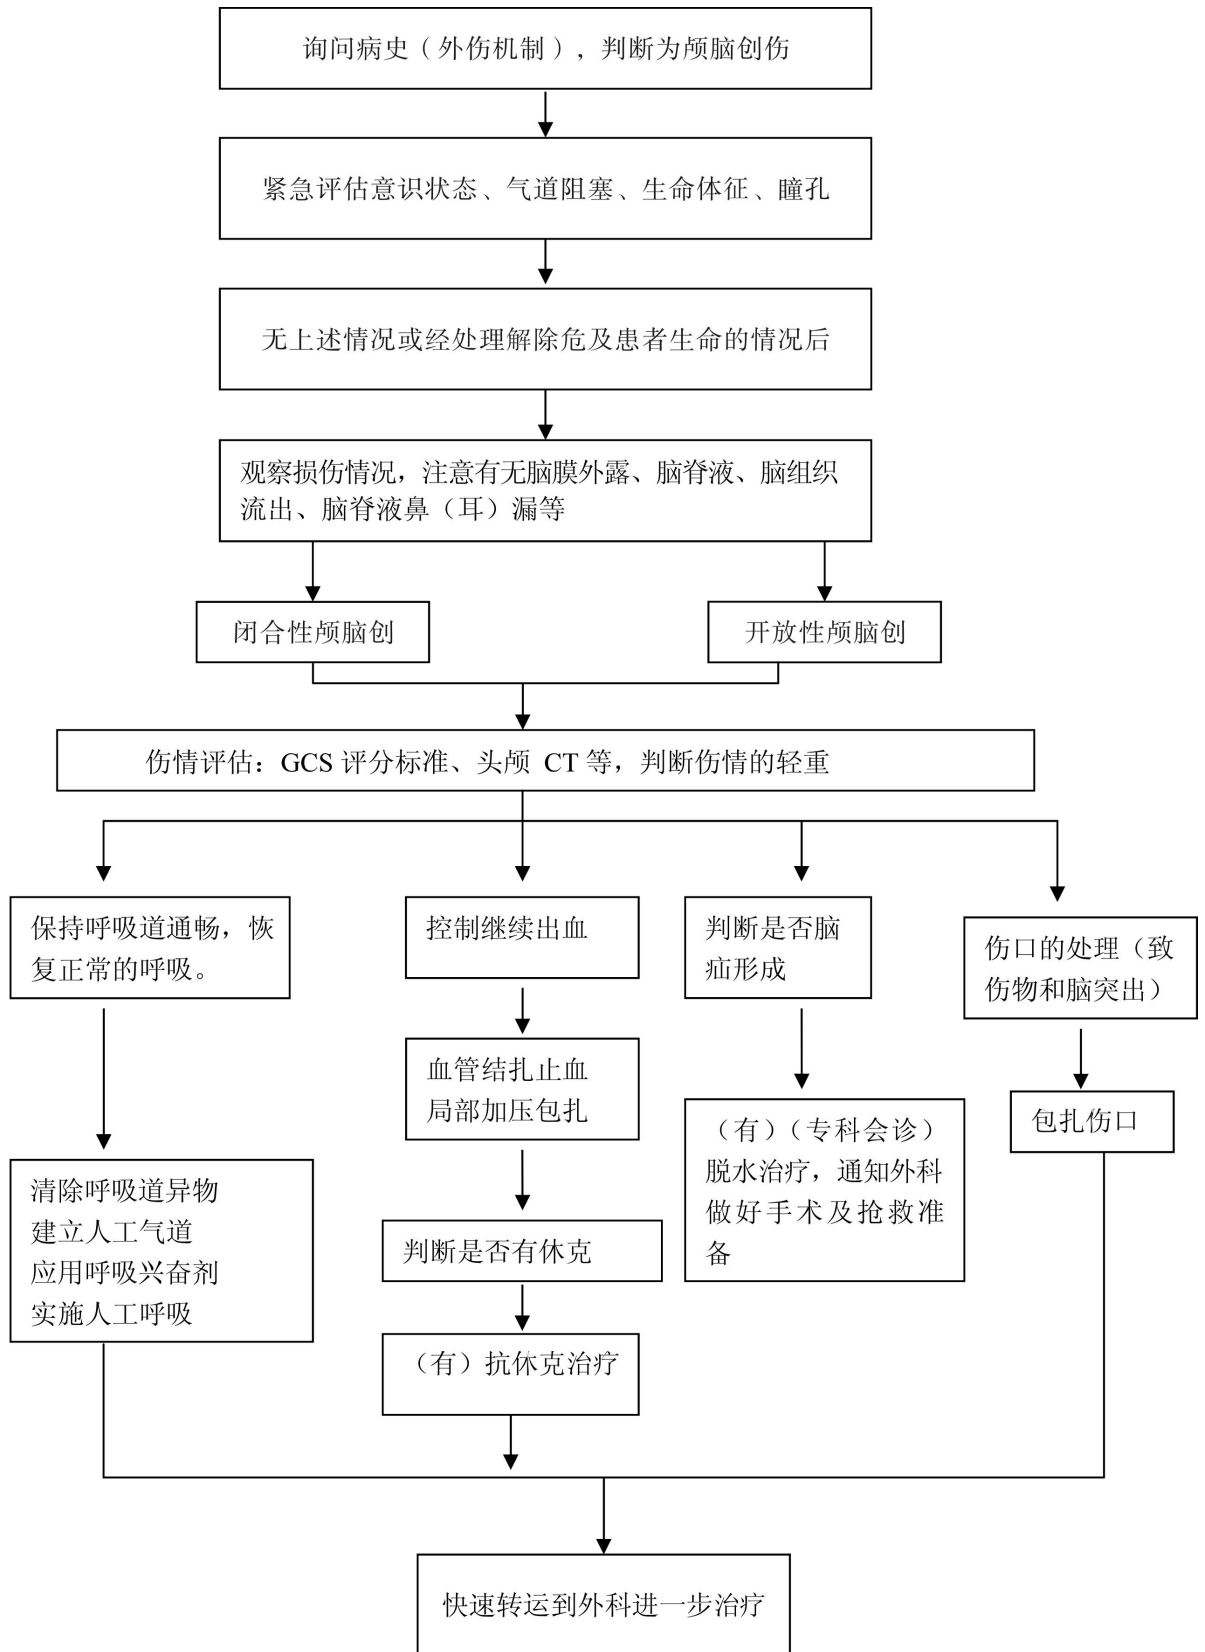 询问病史（外伤机制），判断为颅脑创伤
紧急评估意识状态、气道阻塞、生命体征、瞳孔
无上述情况或经处理解除危及患者生命的情况后
观察损伤情况，注意有无脑膜外露、脑脊液、脑组织
流出、脑脊液鼻（耳）漏等
闭合性颅脑创
开放性颅脑创
伤情评估：GCS 评分标准、头颅 CT 等，判断伤情的轻重
保持呼吸道通畅，恢
复正常的呼吸。
清除呼吸道异物
建立人工气道
应用呼吸兴奋剂
实施人工呼吸
控制继续出血
血管结扎止血
局部加压包扎
判断是否有休克
（有）抗休克治疗
判断是否脑
疝形成
（有）（专科会诊）
脱水治疗，通知外科
做好手术及抢救准
备
伤口的处理（致
伤物和脑突出）
包扎伤口
快速转运到外科进一步治疗